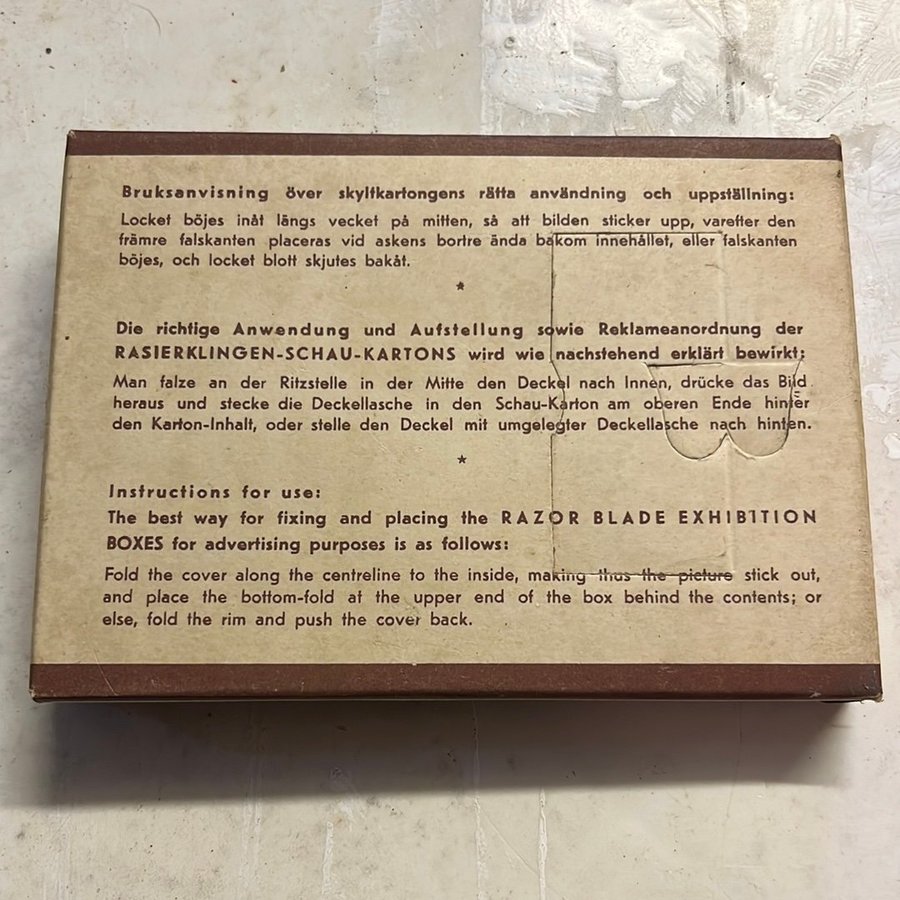 Bruksanvisning över skyltkartongens rätta användning och uppställning:
Locket böjes inåt längs vecket på mitten, så att bilden sticker upp, varefter den
främre falskanten placeras vid askens bortre ända bakom innehållet, eller falskanten
böjes, och locket blott skjutes bakåt.
*
Die richtige Anwendung und Aufstellung sowie Reklameanordnung der
RASIERKLINGEN-SCHAU-KARTONS wird wie nachstehend erklärt bewirkt:
Man falze an der Ritzstelle in der Mitte den Deckel nach Innen, drücke das Bild
heraus und stecke die Deckellasche in den Schau-Karton am oberen Ende hinter
den Karton-Inhalt, oder stelle den Deckel mit umgelegter Deckellasche nach hinten.
*
Instructions for use:
The best way for fixing and placing the RAZOR BLADE EXHIBITION
BOXES for advertising purposes is as follows:
Fold the cover along the centreline to the inside, making thus the picture stick out,
and place the bottom-fold at the upper end of the box behind the contents; or
else, fold the rim and push the cover back.